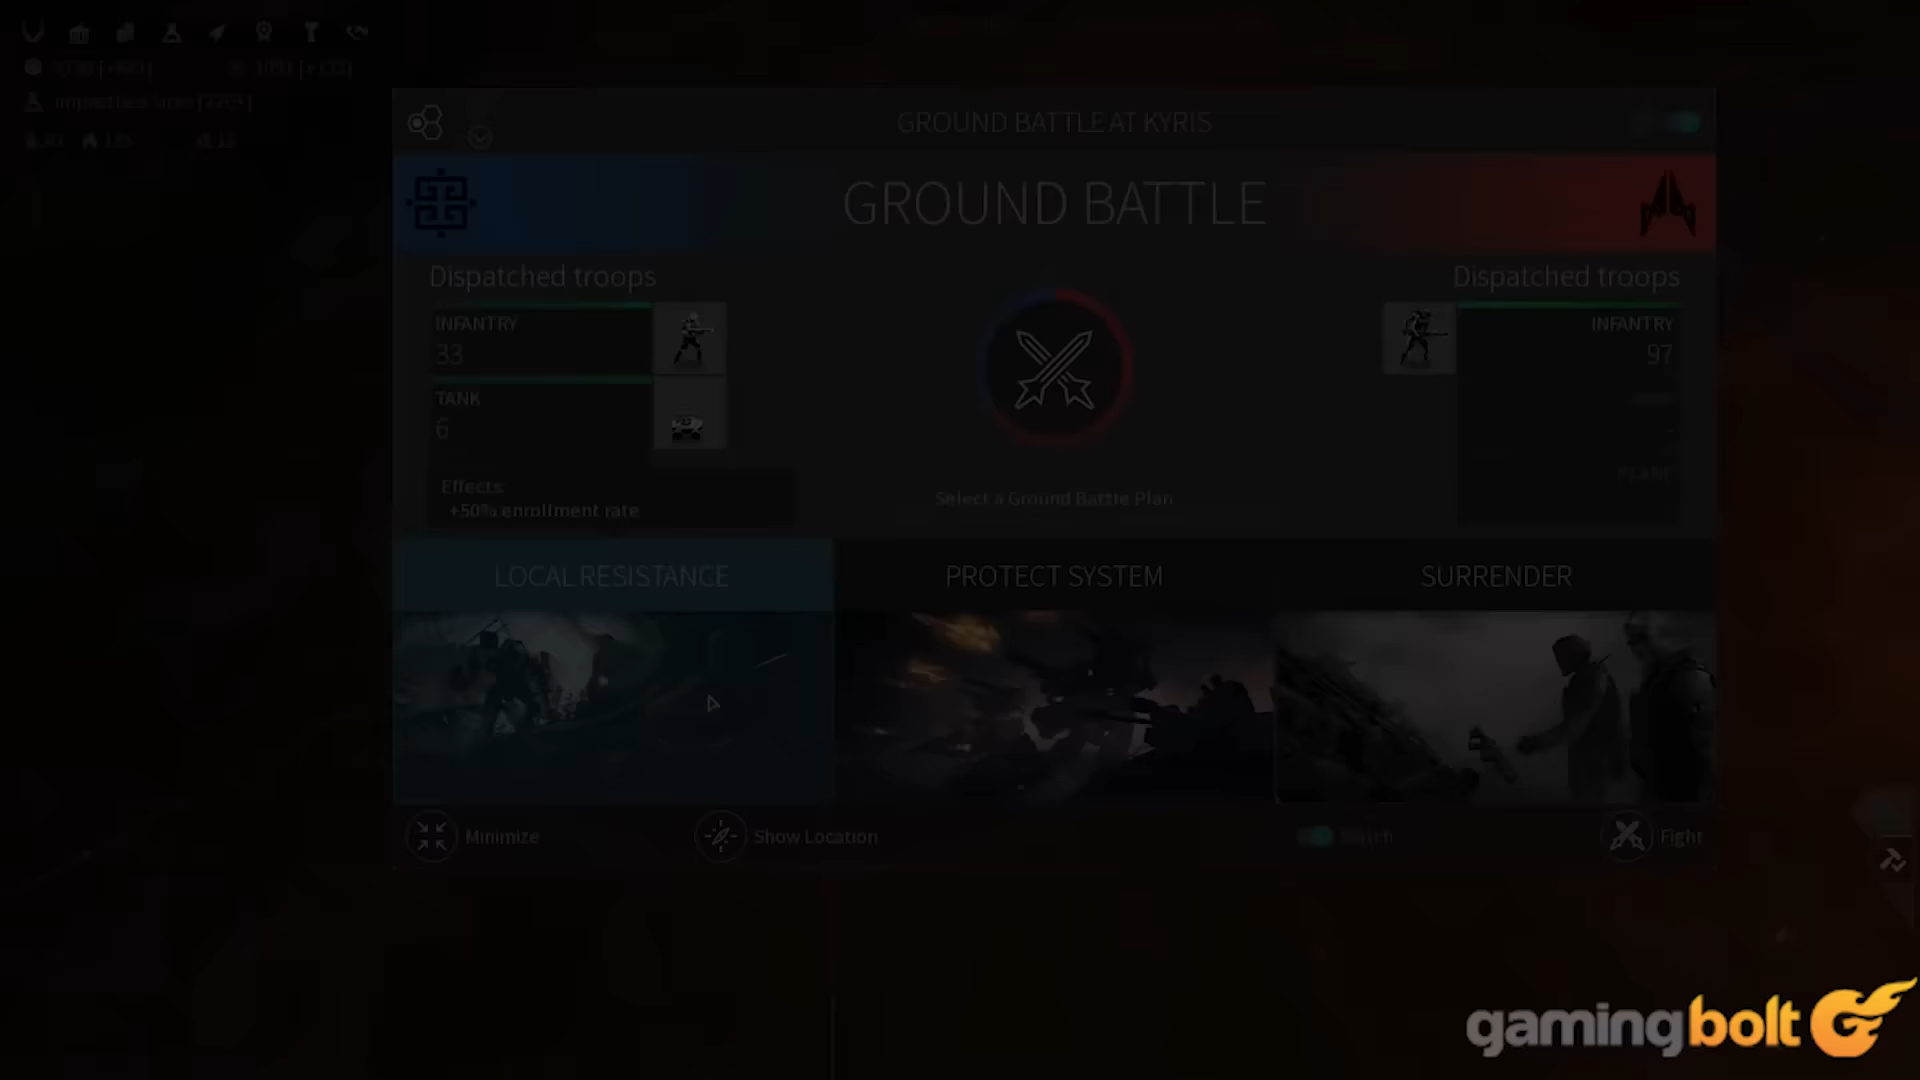 GROUND BATTLE AT KYRIS
GROUND BATTLE
Dispatched troops
INFANTRY
33
TANK
6
Effects
+50% enrollment rate
Select a Ground Battle Plan
Dispatched troops
INFANTRY
97
LOCAL RESISTANCE
PROTECT SYSTEM
SURRENDER
Minimize
Show Location
Watch
Fight
gamingbolt